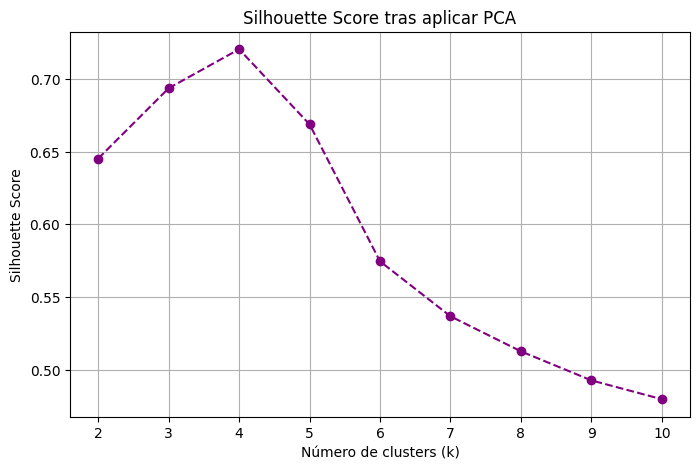 Silhouette Score tras aplicar PCA
Silhouette Score
0.70
0.65
0.60
0.55
0.50
2 3 4 5 6 7 8 9 10
Número de clusters (k)